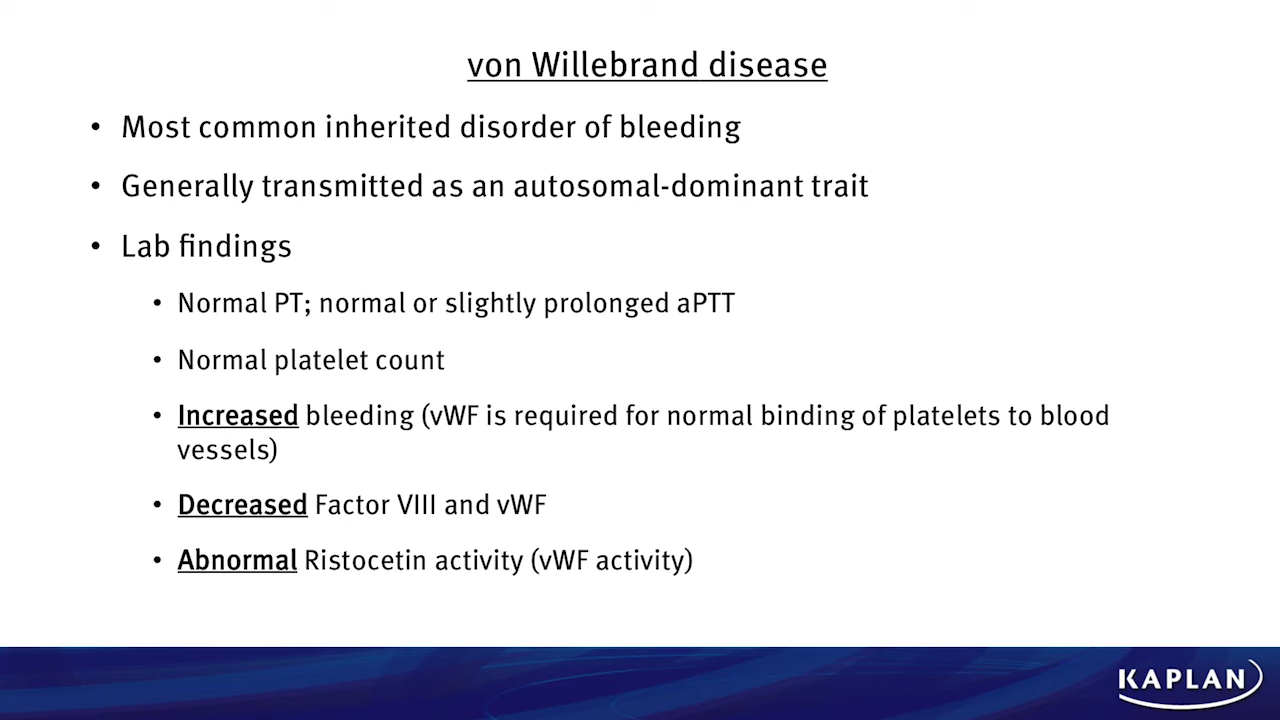 von Willebrand disease
• Most common inherited disorder of bleeding
• Generally transmitted as an autosomal-dominant trait
• Lab findings
• Normal PT; normal or slightly prolonged aPTT
• Normal platelet count
• Increased bleeding (vWF is required for normal binding of platelets to blood
vessels)
• Decreased Factor VIII and vWF
• Abnormal Ristocetin activity (vWF activity)
KAPLAN